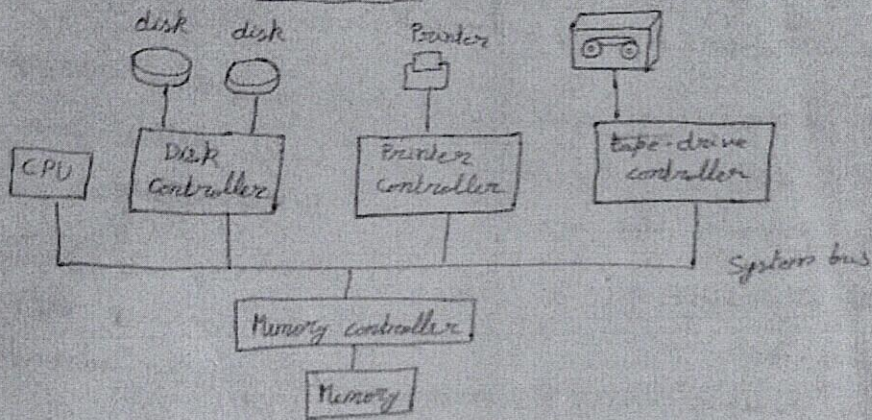 disk
disk
Printer
CPU
Disk
Controller
Printer
Controller
tape-drive
controller
System bus
Memory controller
Memory